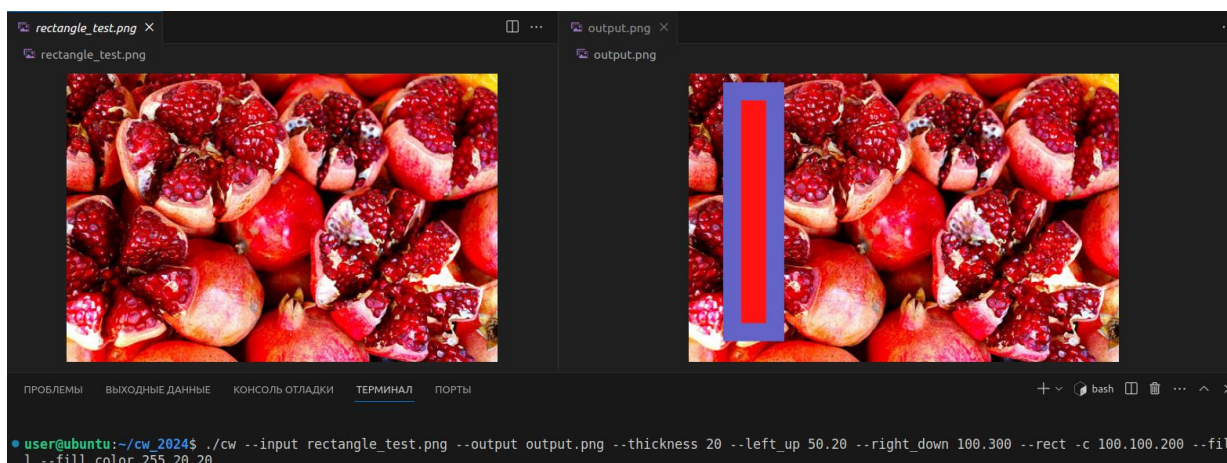 rectangle_test.png ×
output.png ×
rectangle_test.png
output.png
ПРОБЛЕМЫ ВЫХОДНЫЕ ДАННЫЕ КОНСОЛЬ ОТЛАДКИ ТЕРМИНАЛ ПОРТЫ
bash
user@ubuntu:~/cw_2024$ ./cw --input rectangle_test.png --output output.png --thickness 20 --left_up 50.20 --right_down 100.300 --rect -c 100.100.200 --fil
l --fill_color 255.20.20